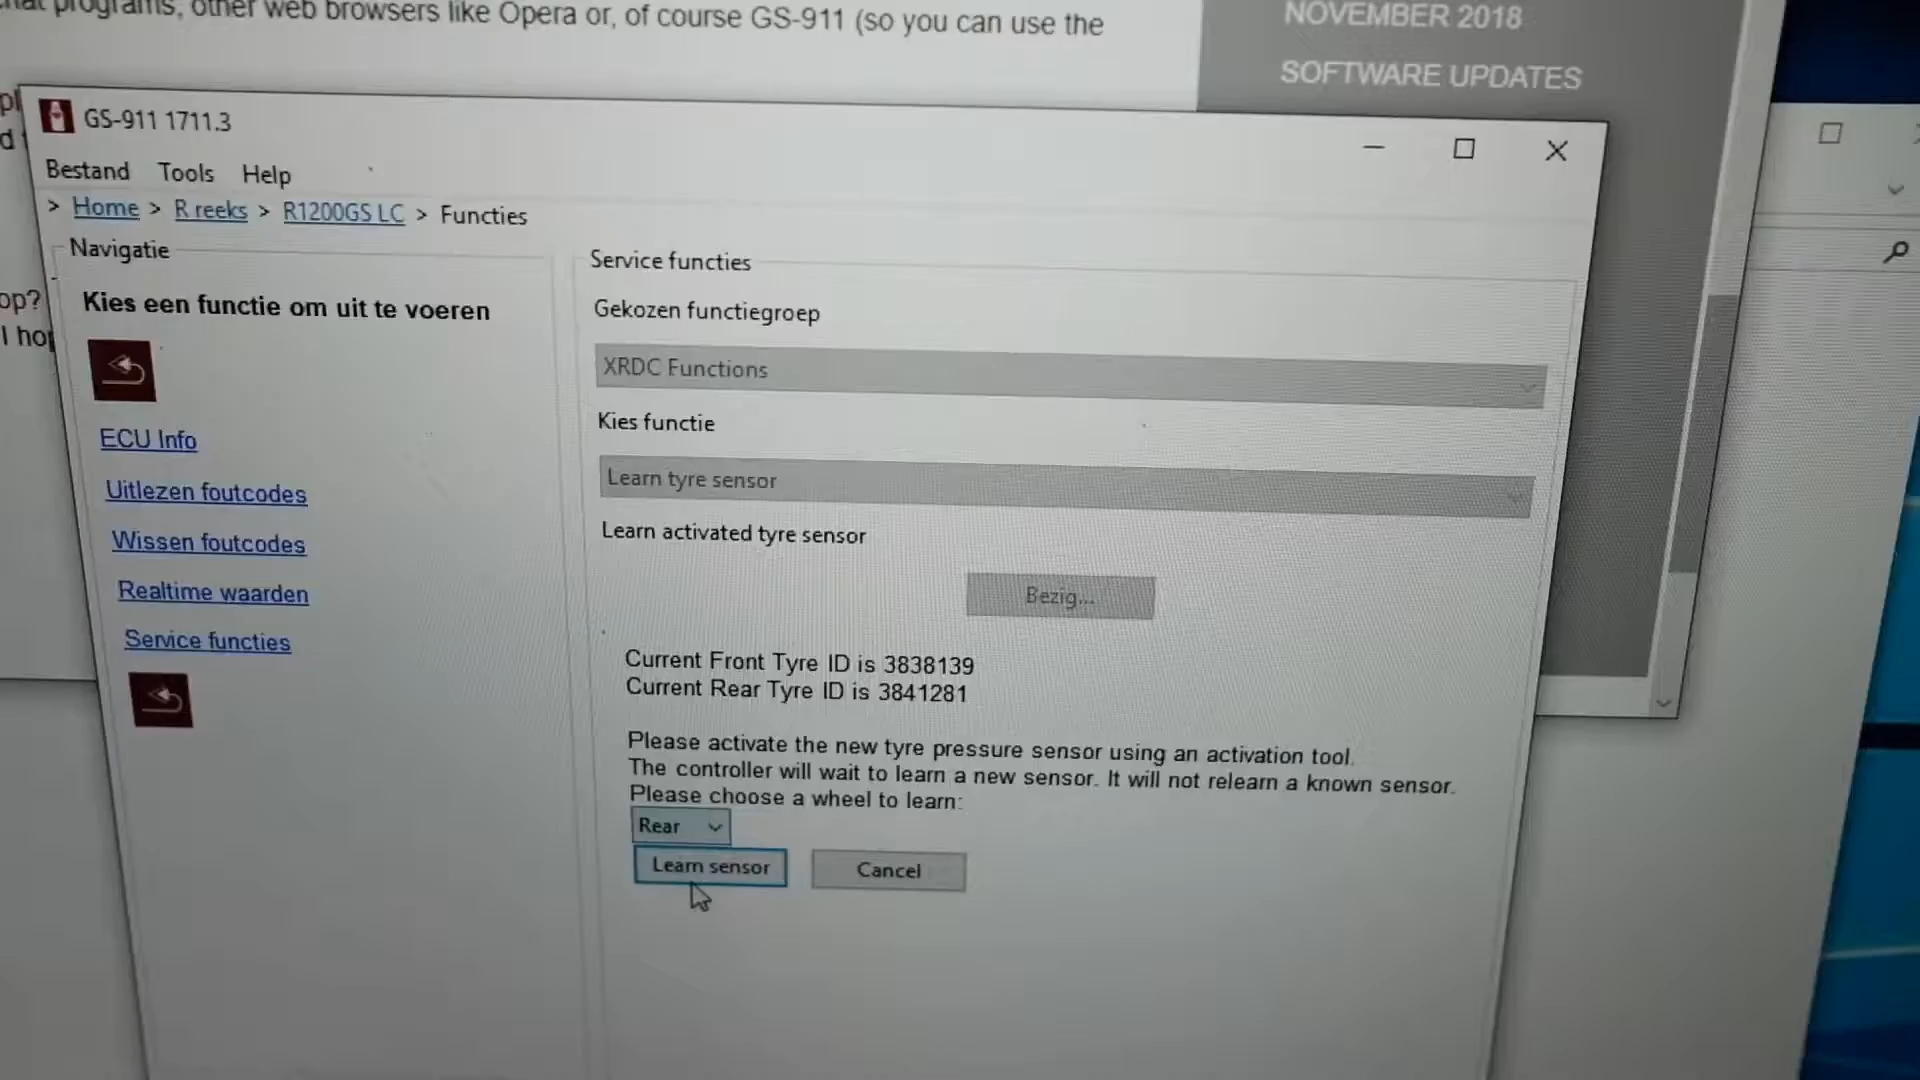 programs, other web browsers like Opera or, of course GS-911 (so you can use the
NOVEMBER 2018
SOFTWARE UPDATES
GS-911 1711.3
Bestand Tools Help
> Home > R reeks > R1200GS LC > Functies
Navigatie
Kies een functie om uit te voeren
ECU Info
Uitlezen foutcodes
Wissen foutcodes
Realtime waarden
Service functies
Service functies
Gekozen functiegroep
XRDC Functions
Kies functie
Learn tyre sensor
Learn activated tyre sensor
Bezig...
Current Front Tyre ID is 3838139
Current Rear Tyre ID is 3841281
Please activate the new tyre pressure sensor using an activation tool.
The controller will wait to learn a new sensor. It will not relearn a known sensor.
Please choose a wheel to learn:
Rear
Learn sensor Cancel
op?
I